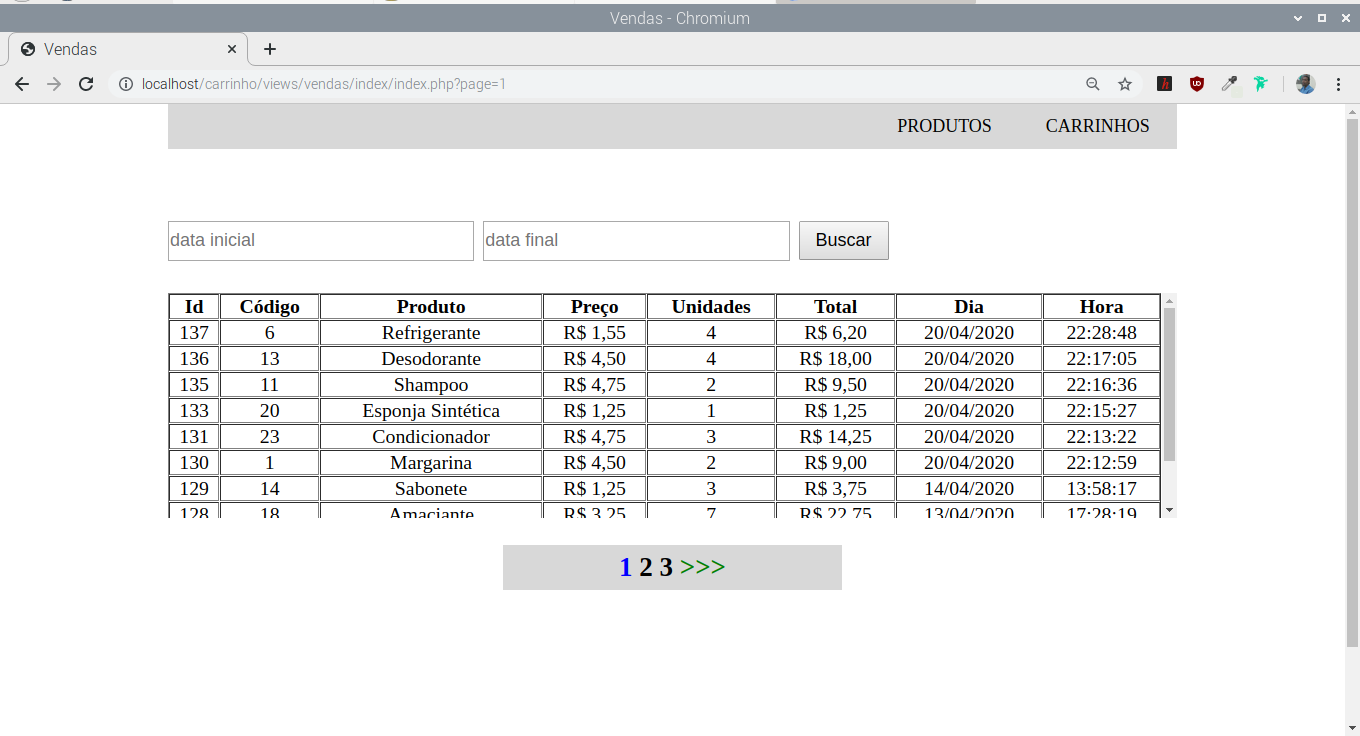 Vendas - Chromium
Vendas
localhost/carrinho/views/vendas/index/index.php?page=1
PRODUTOS CARRINHOS
data inicial data final Buscar
Id Código Produto Preço Unidades Total Dia Hora
137 6 Refrigerante R$ 1,55 4 R$ 6,20 20/04/2020 22:28:48
136 13 Desodorante R$ 4,50 4 R$ 18,00 20/04/2020 22:17:05
135 11 Shampoo R$ 4,75 2 R$ 9,50 20/04/2020 22:16:36
133 20 Esponja Sintética R$ 1,25 1 R$ 1,25 20/04/2020 22:15:27
131 23 Condicionador R$ 4,75 3 R$ 14,25 20/04/2020 22:13:22
130 1 Margarina R$ 4,50 2 R$ 9,00 20/04/2020 22:12:59
129 14 Sabonete R$ 1,25 3 R$ 3,75 14/04/2020 13:58:17
128 18 Amaciante R$ 3,25 7 R$ 22,75 13/04/2020 17:28:19
1 2 3 >>>